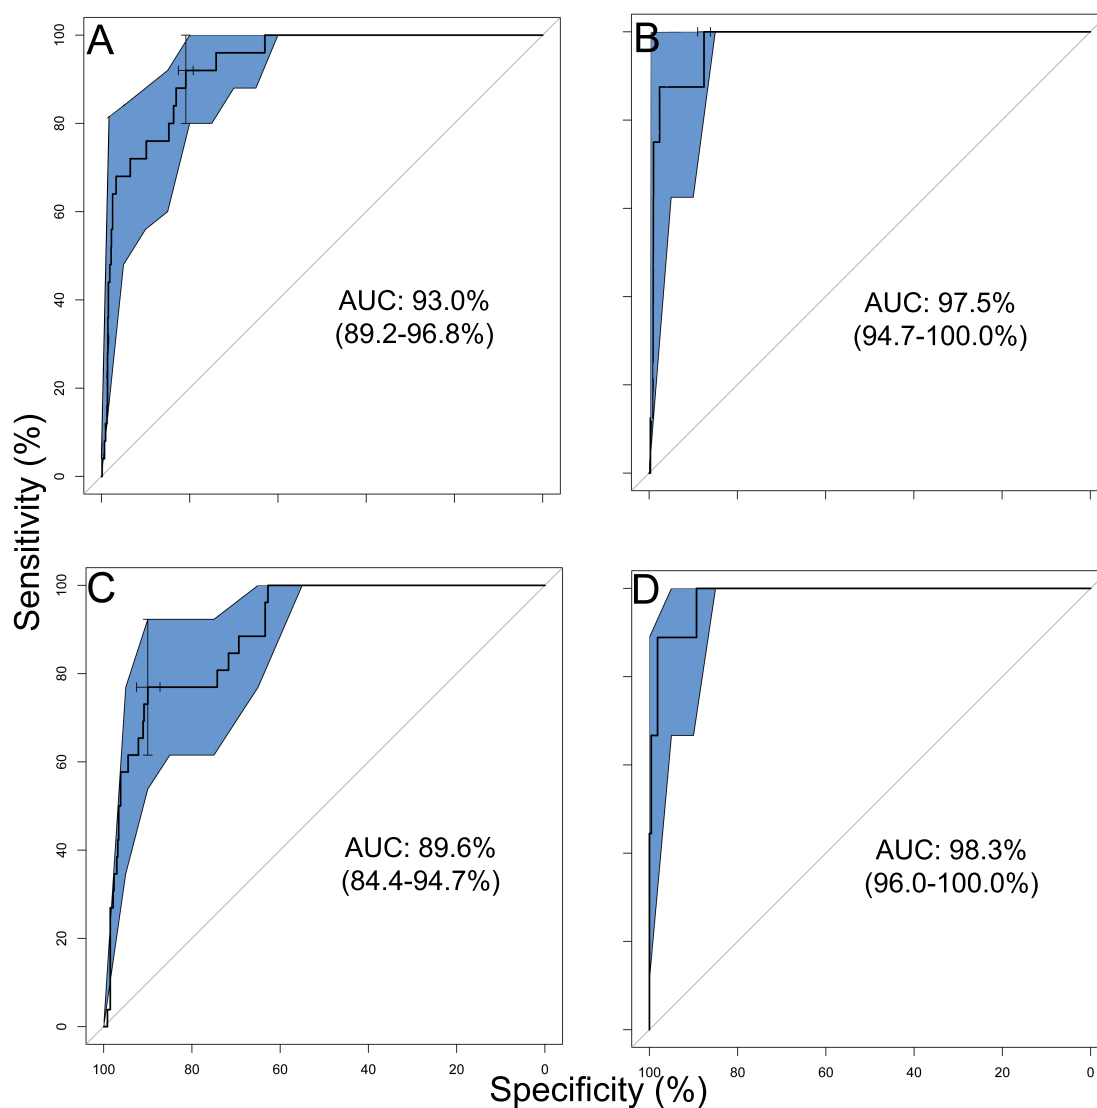 A
B
100
80
60
40
20
0
AUC: 93.0%
(89.2-96.8%)
AUC: 97.5%
(94.7-100.0%)
Sensitivity (%)
C
D
100
80
60
40
20
0
AUC: 89.6%
(84.4-94.7%)
AUC: 98.3%
(96.0-100.0%)
100 80 60 40 20 0
100 80 60 40 20 0
Specificity (%)